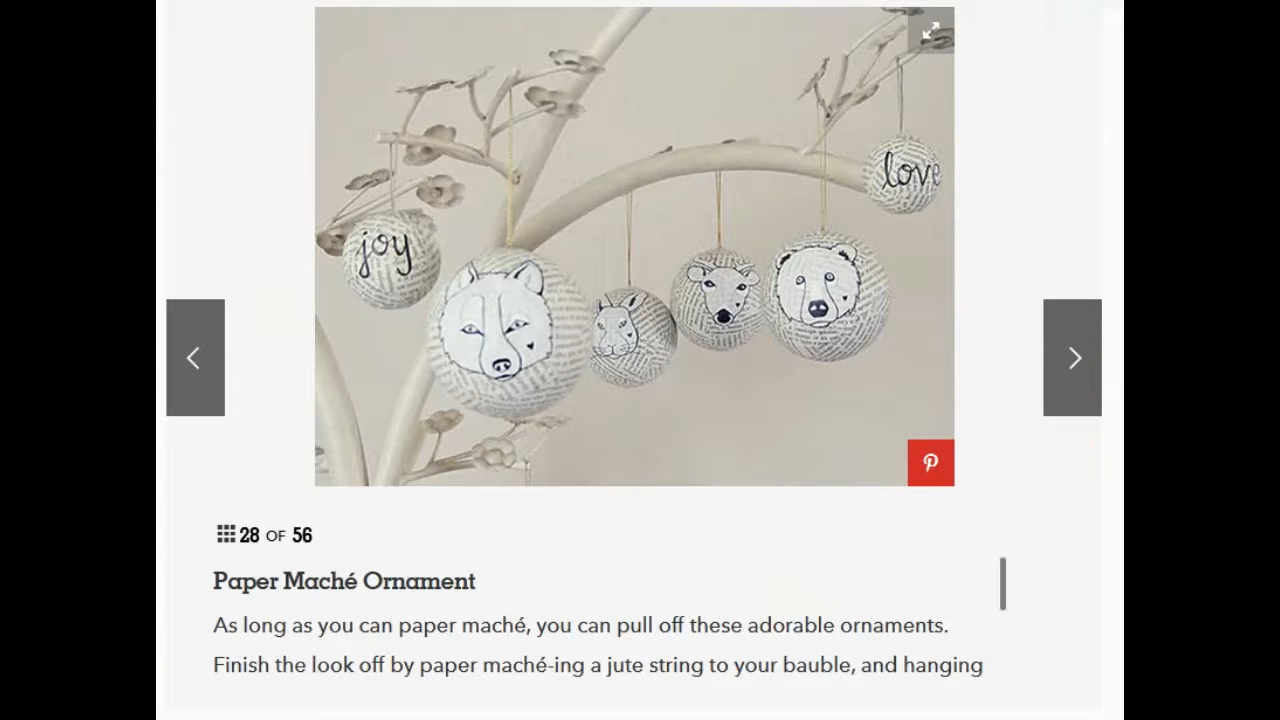 joy
love
28 OF 56
Paper Maché Ornament
As long as you can paper maché, you can pull off these adorable ornaments.
Finish the look off by paper maché-ing a jute string to your bauble, and hanging